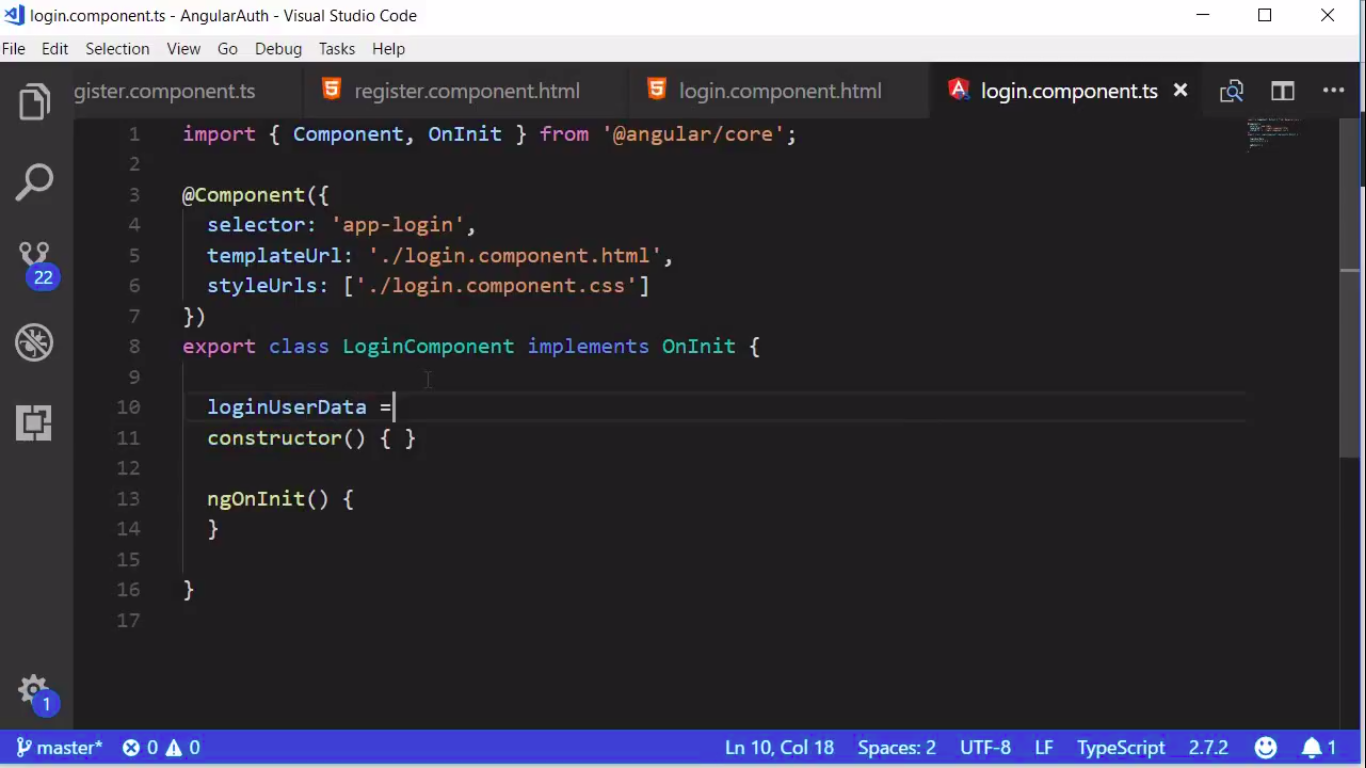 login.component.ts - AngularAuth - Visual Studio Code
File Edit Selection View Go Debug Tasks Help
gister.component.ts register.component.html login.component.html login.component.ts
1 import { Component, OnInit } from '@angular/core';
2
3 @Component({
4 selector: 'app-login',
5 templateUrl: './login.component.html',
6 styleUrls: ['./login.component.css']
7 })
8 export class LoginComponent implements OnInit {
9
10 loginUserData =
11 constructor() { }
12
13 ngOnInit() {
14 }
15
16 }
17
22
1
master* 0 0 Ln 10, Col 18 Spaces: 2 UTF-8 LF TypeScript 2.7.2 1